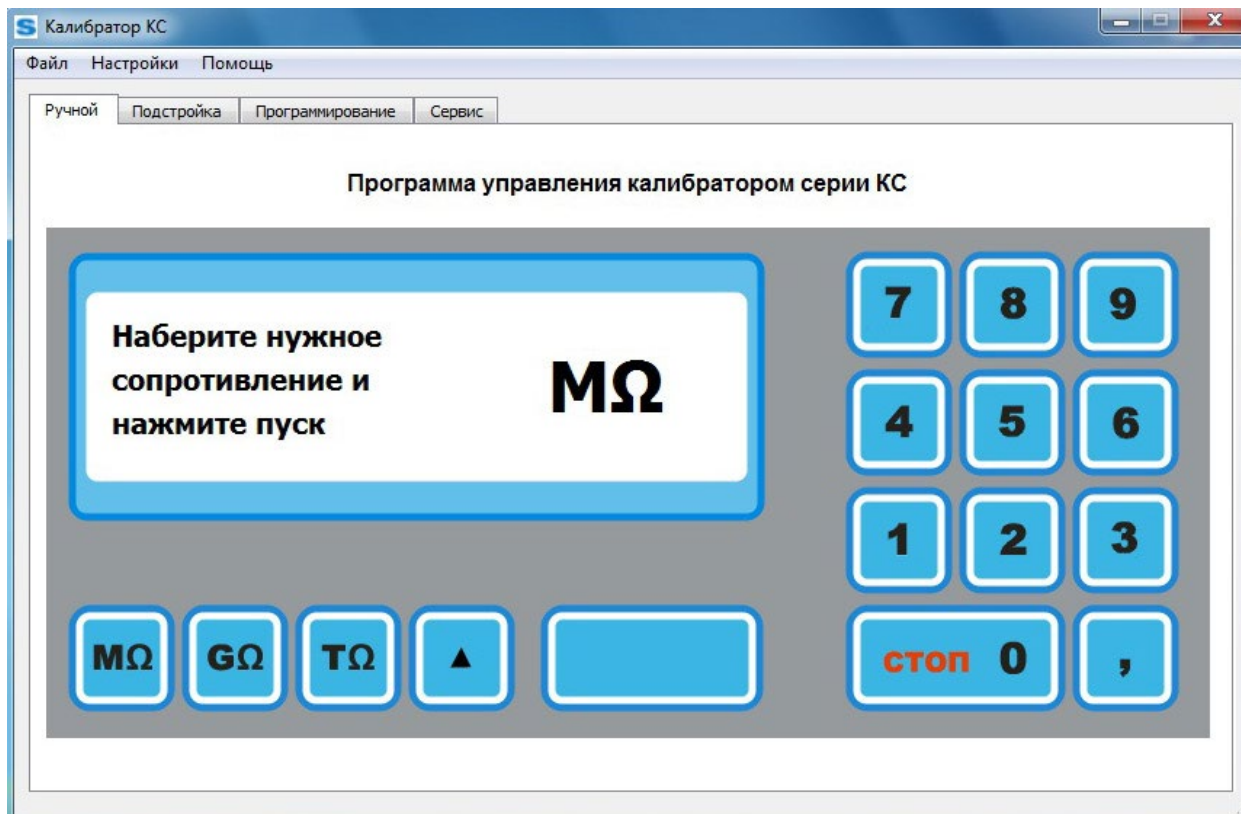 S Калибратор КС
Файл Настройки Помощь
Ручной Подстройка Программирование Сервис
Программа управления калибратором серии КС
Наберите нужное
сопротивление и
нажмите пуск
MΩ
7 8 9
4 5 6
1 2 3
MΩ GΩ TΩ ▲ стоп 0 ,